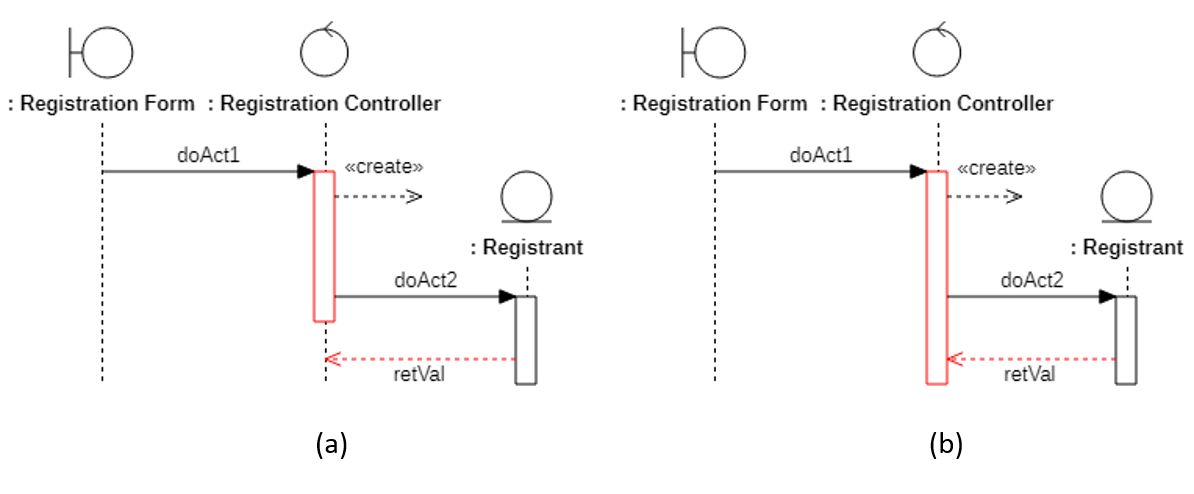 : Registration Form : Registration Controller
doAct1
«create»
: Registrant
doAct2
retVal
(a)
: Registration Form : Registration Controller
doAct1
«create»
: Registrant
doAct2
retVal
(b)